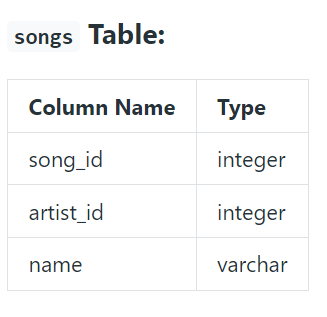 songs Table:
Column Name Type
song_id integer
artist_id integer
name varchar